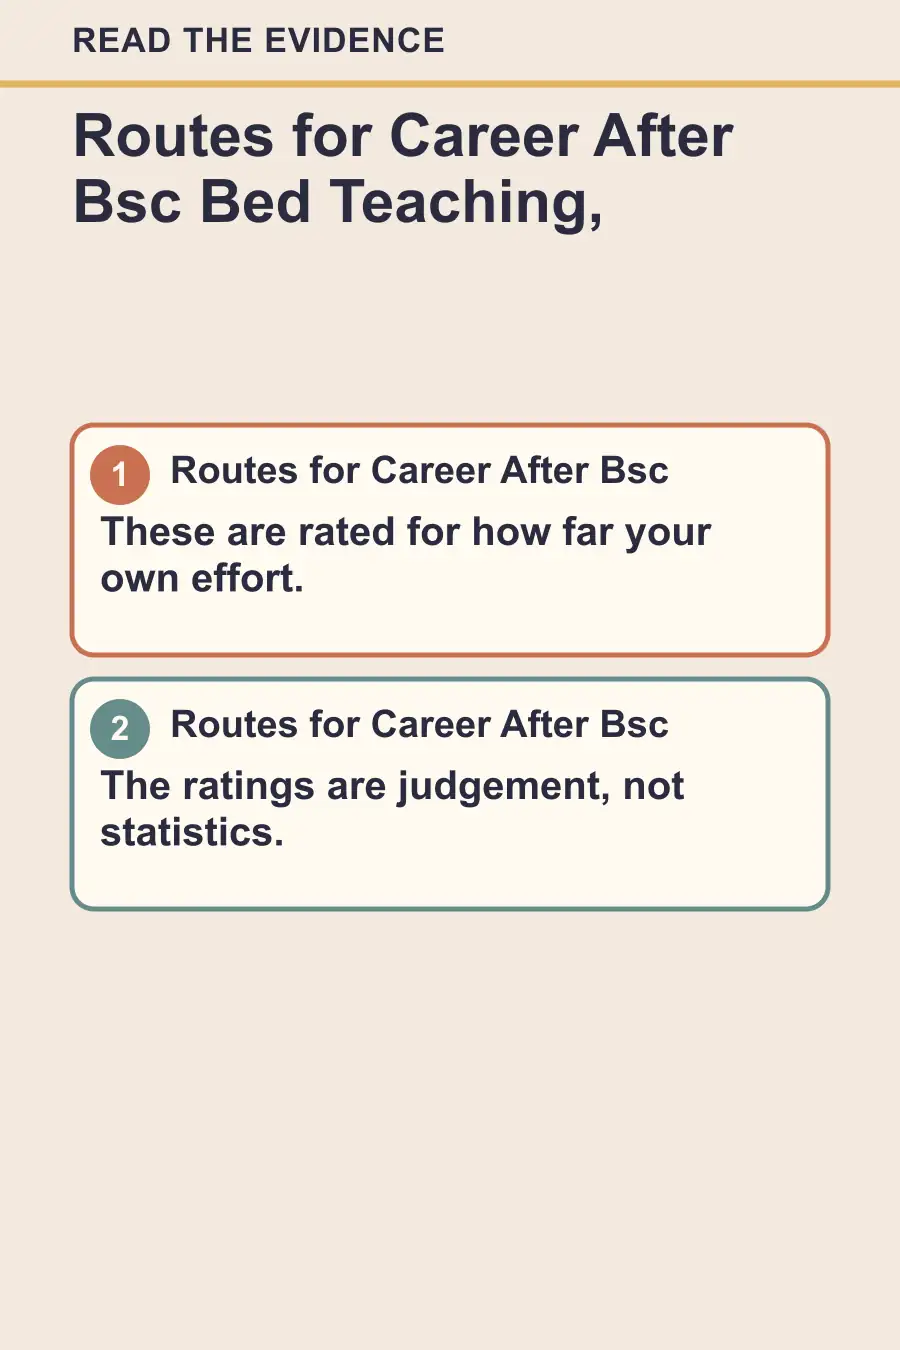 READ THE EVIDENCE
Routes for Career After
Bsc Bed Teaching,
1 Routes for Career After Bsc
These are rated for how far your
own effort.
2 Routes for Career After Bsc
The ratings are judgement, not
statistics.